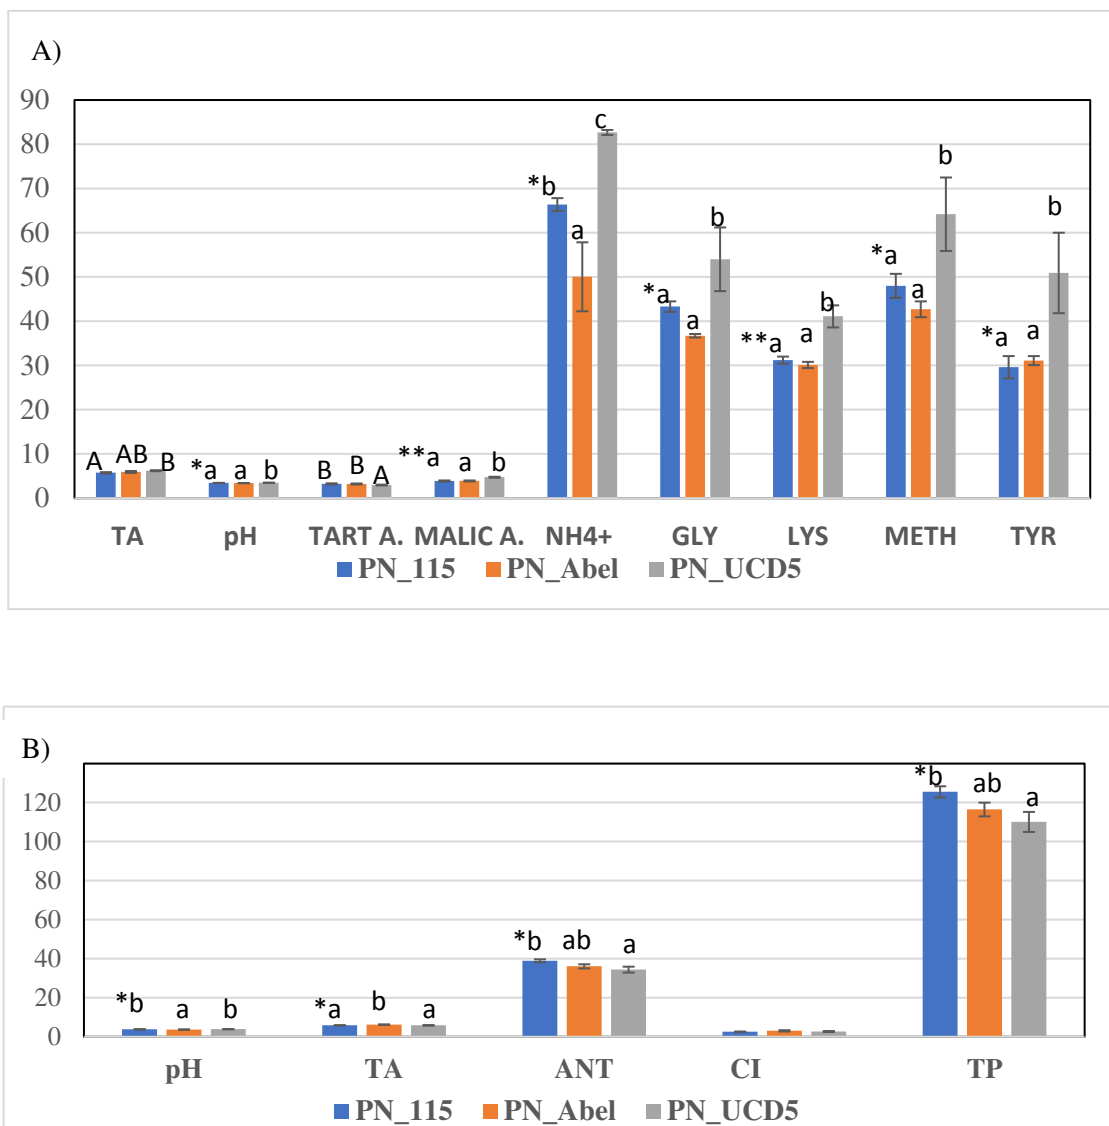 A)
90
80
70
60
50
40
30
20
10
0
*b a c
*a a b
**a a b
*a a b
*a a b
A AB B
*a a b
B B A
**a a b
TA pH TART A. MALIC A. NH4+ GLY LYS METH TYR
PN_115 PN_Abel PN_UCD5
B)
120
100
80
60
40
20
0
*b a b
*a b a
*b ab a
*b ab a
pH TA ANT CI TP
PN_115 PN_Abel PN_UCD5